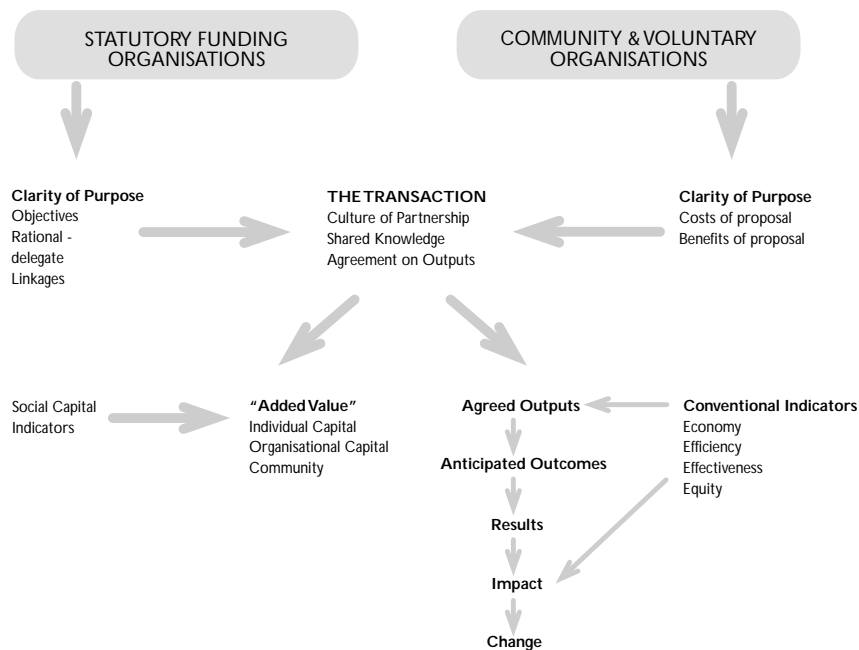 STATUTORY FUNDING
ORGANISATIONS
COMMUNITY & VOLUNTARY
ORGANISATIONS
Clarity of Purpose
Objectives
Rational -
delegate
Linkages
THE TRANSACTION
Culture of Partnership
Shared Knowledge
Agreement on Outputs
Clarity of Purpose
Costs of proposal
Benefits of proposal
Social Capital
Indicators
“Added Value”
Individual Capital
Organisational Capital
Community
Agreed Outputs
Anticipated Outcomes
Results
Impact
Change
Conventional Indicators
Economy
Efficiency
Effectiveness
Equity